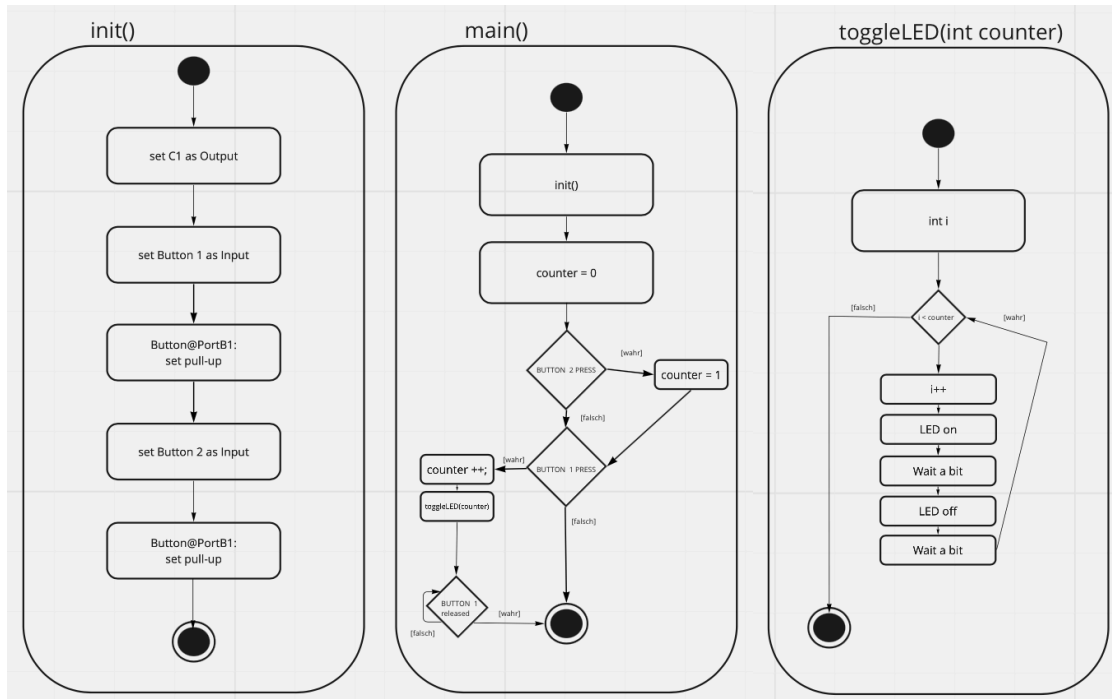 init()
set C1 as Output
set Button 1 as Input
Button@PortB1:
set pull-up
set Button 2 as Input
Button@PortB1:
set pull-up
main()
init()
counter = 0
BUTTON 2 PRESS
[wahr]
counter = 1
[falsch]
BUTTON 1 PRESS
[wahr]
counter ++;
toggleLED(counter)
[falsch]
BUTTON 1
released
[wahr]
[falsch]
toggleLED(int counter)
int i
[falsch]
i < counter
[wahr]
i++
LED on
Wait a bit
LED off
Wait a bit